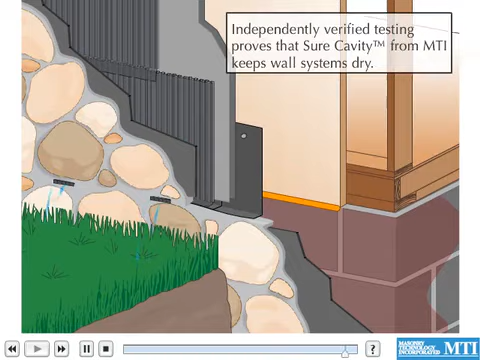 Independently verified testing
proves that Sure Cavity™ from MTI
keeps wall systems dry.
?
MASONRY
TECHNOLOGY
INCORPORATED
MTI